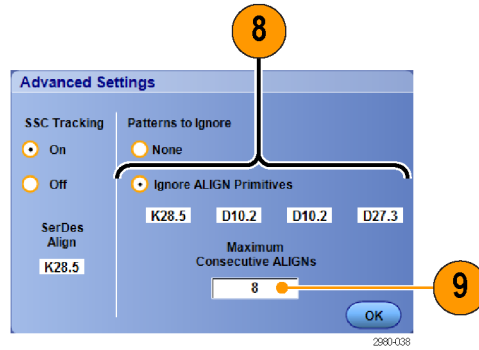 8
Advanced Settings
SSC Tracking
Patterns to Ignore
On
None
Off
Ignore ALIGN Primitives
K28.5 D10.2 D10.2 D27.3
SerDes
Align
K28.5
Maximum
Consecutive ALIGNs
8
9
OK
2980-038